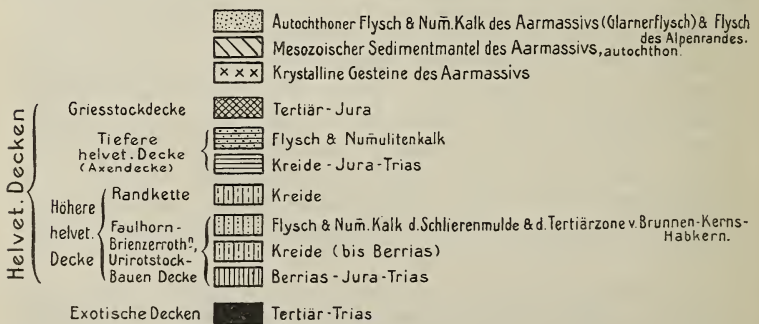 Autochthoner Flysch & Num̄.Kalk des Aarmassivs (Glarnerflysch) & Flysch
des Alpenrandes.
Mesozoischer Sedimentmantel des Aarmassivs, autochthon.
Krystalline Gesteine des Aarmassivs
Helvet. Decken
Griesstockdecke Tertiär-Jura
Tiefere
helvet. Decke
(Axendecke)
Flysch & Num̄ulitenkalk
Kreide-Jura-Trias
Höhere
helvet.
Decke
Randkette Kreide
Faulhorn-
Brienzerrothⁿ,
Urirotstock-
Bauen Decke
Flysch & Num̄. Kalk d. Schlierenmulde & d. Tertiärzone v. Brunnen-Kerns-
Habkern.
Kreide (bis Berrias)
Berrias-Jura-Trias
Exotische Decken Tertiär-Trias